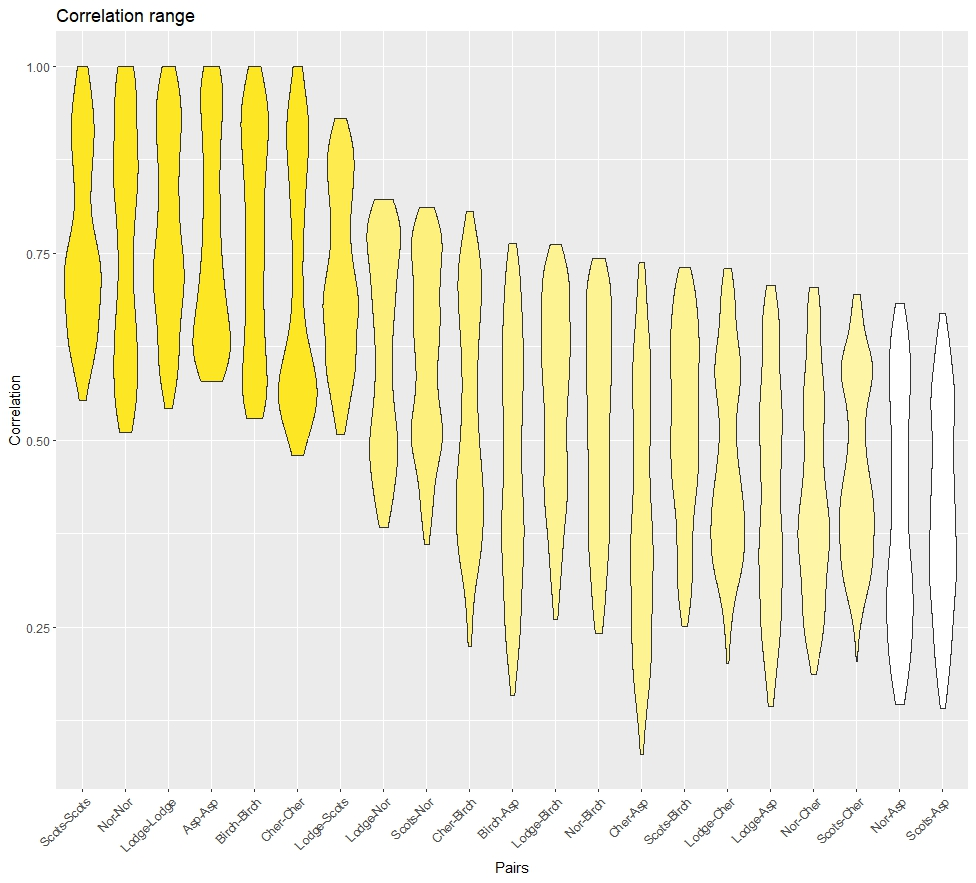 Correlation range
1.00
0.75
0.50
0.25
Correlation
Scots-Scots
Nor-Nor
Lodge-Lodge
Asp-Asp
Birch-Birch
Cher-Cher
Lodge-Scots
Lodge-Nor
Scots-Nor
Cher-Birch
Birch-Asp
Lodge-Birch
Nor-Birch
Cher-Asp
Scots-Birch
Lodge-Cher
Lodge-Asp
Nor-Cher
Scots-Cher
Nor-Asp
Scots-Asp
Pairs